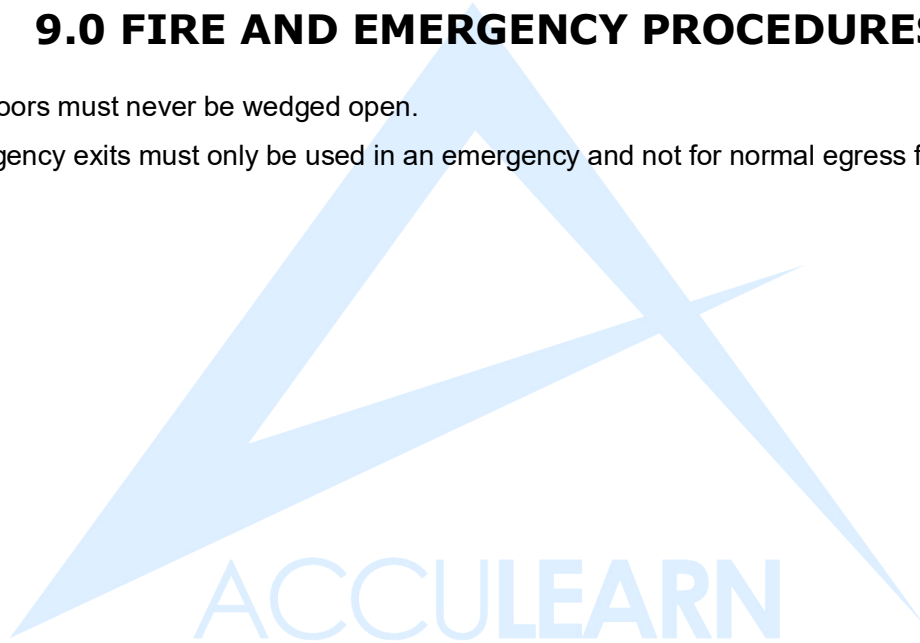 9.0 FIRE AND EMERGENCY PROCEDURES
oors must never be wedged open.
gency exits must only be used in an emergency and not for normal egress f
ACCULEARN